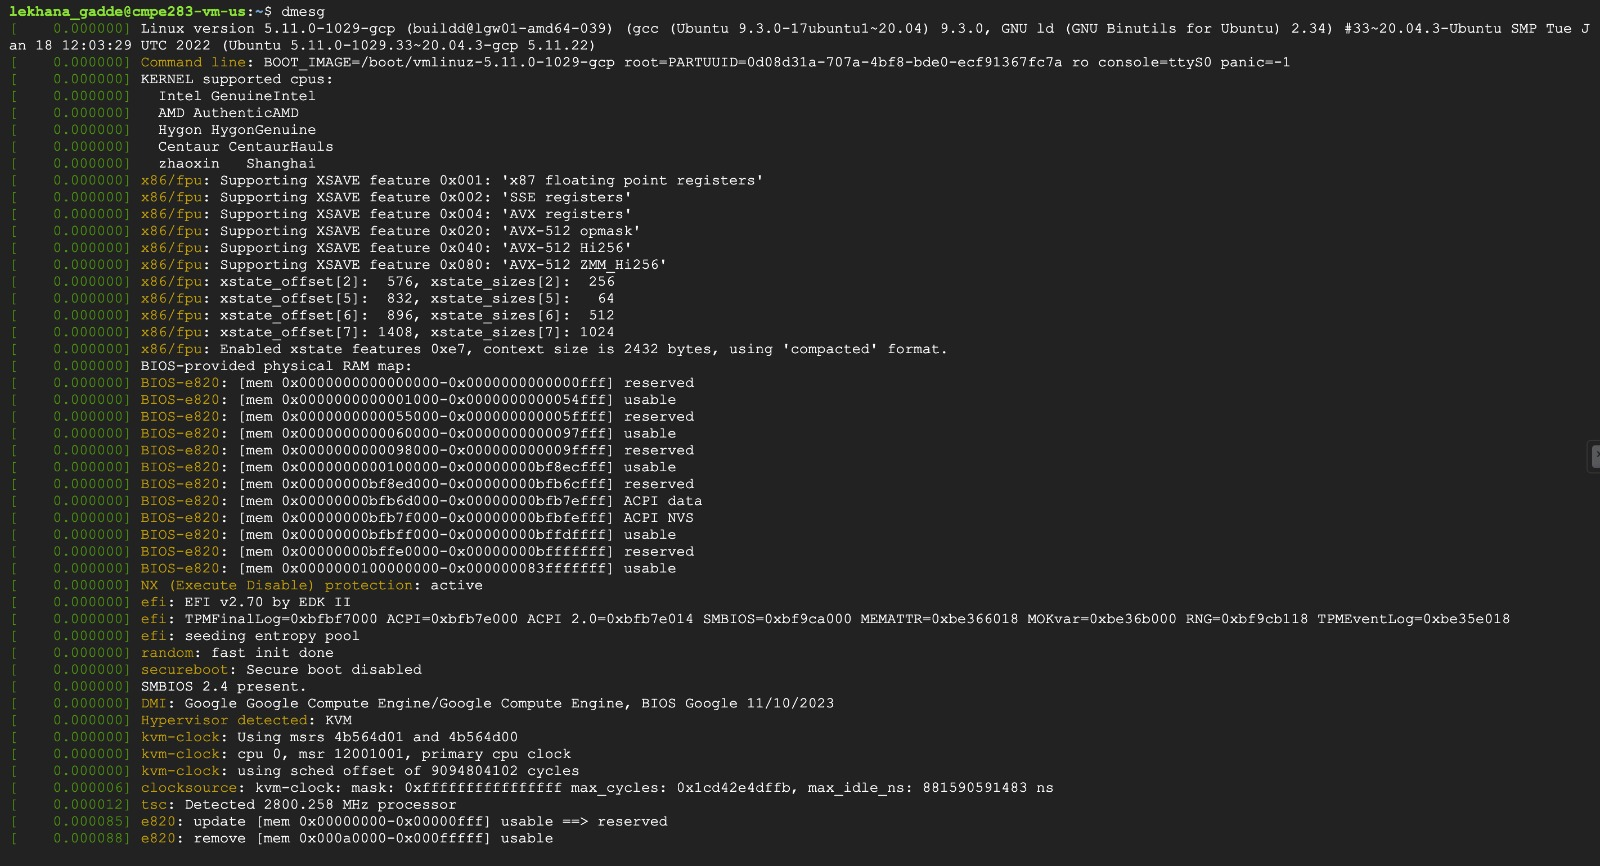 lekhana_gadde@cmpe283-vm-us:~$ dmesg
[    0.000000] Linux version 5.11.0-1029-gcp (buildd@lgw01-amd64-039) (gcc (Ubuntu 9.3.0-17ubuntu1~20.04) 9.3.0, GNU ld (GNU Binutils for Ubuntu) 2.34) #33~20.04.3-Ubuntu SMP Tue J
an 18 12:03:29 UTC 2022 (Ubuntu 5.11.0-1029.33~20.04.3-gcp 5.11.22)
[    0.000000] Command line: BOOT_IMAGE=/boot/vmlinuz-5.11.0-1029-gcp root=PARTUUID=0d08d31a-707a-4bf8-bde0-ecf91367fc7a ro console=ttyS0 panic=-1
[    0.000000] KERNEL supported cpus:
[    0.000000]   Intel GenuineIntel
[    0.000000]   AMD AuthenticAMD
[    0.000000]   Hygon HygonGenuine
[    0.000000]   Centaur CentaurHauls
[    0.000000]   zhaoxin   Shanghai
[    0.000000] x86/fpu: Supporting XSAVE feature 0x001: 'x87 floating point registers'
[    0.000000] x86/fpu: Supporting XSAVE feature 0x002: 'SSE registers'
[    0.000000] x86/fpu: Supporting XSAVE feature 0x004: 'AVX registers'
[    0.000000] x86/fpu: Supporting XSAVE feature 0x020: 'AVX-512 opmask'
[    0.000000] x86/fpu: Supporting XSAVE feature 0x040: 'AVX-512 Hi256'
[    0.000000] x86/fpu: Supporting XSAVE feature 0x080: 'AVX-512 ZMM_Hi256'
[    0.000000] x86/fpu: xstate_offset[2]:  576, xstate_sizes[2]:  256
[    0.000000] x86/fpu: xstate_offset[5]:  832, xstate_sizes[5]:   64
[    0.000000] x86/fpu: xstate_offset[6]:  896, xstate_sizes[6]:  512
[    0.000000] x86/fpu: xstate_offset[7]: 1408, xstate_sizes[7]: 1024
[    0.000000] x86/fpu: Enabled xstate features 0xe7, context size is 2432 bytes, using 'compacted' format.
[    0.000000] BIOS-provided physical RAM map:
[    0.000000] BIOS-e820: [mem 0x0000000000000000-0x0000000000000fff] reserved
[    0.000000] BIOS-e820: [mem 0x0000000000001000-0x0000000000054fff] usable
[    0.000000] BIOS-e820: [mem 0x0000000000055000-0x000000000005ffff] reserved
[    0.000000] BIOS-e820: [mem 0x0000000000060000-0x0000000000097fff] usable
[    0.000000] BIOS-e820: [mem 0x0000000000098000-0x000000000009ffff] reserved
[    0.000000] BIOS-e820: [mem 0x0000000000100000-0x00000000bf8ecfff] usable
[    0.000000] BIOS-e820: [mem 0x00000000bf8ed000-0x00000000bfb6cfff] reserved
[    0.000000] BIOS-e820: [mem 0x00000000bfb6d000-0x00000000bfb7efff] ACPI data
[    0.000000] BIOS-e820: [mem 0x00000000bfb7f000-0x00000000bfbfefff] ACPI NVS
[    0.000000] BIOS-e820: [mem 0x00000000bfbff000-0x00000000bffdffff] usable
[    0.000000] BIOS-e820: [mem 0x00000000bffe0000-0x00000000bfffffff] reserved
[    0.000000] BIOS-e820: [mem 0x0000000100000000-0x000000083fffffff] usable
[    0.000000] NX (Execute Disable) protection: active
[    0.000000] efi: EFI v2.70 by EDK II
[    0.000000] efi: TPMFinalLog=0xbfbf7000 ACPI=0xbfb7e000 ACPI 2.0=0xbfb7e014 SMBIOS=0xbf9ca000 MEMATTR=0xbe366018 MOKvar=0xbe36b000 RNG=0xbf9cb118 TPMEventLog=0xbe35e018
[    0.000000] efi: seeding entropy pool
[    0.000000] random: fast init done
[    0.000000] secureboot: Secure boot disabled
[    0.000000] SMBIOS 2.4 present.
[    0.000000] DMI: Google Google Compute Engine/Google Compute Engine, BIOS Google 11/10/2023
[    0.000000] Hypervisor detected: KVM
[    0.000000] kvm-clock: Using msrs 4b564d01 and 4b564d00
[    0.000000] kvm-clock: cpu 0, msr 12001001, primary cpu clock
[    0.000000] kvm-clock: using sched offset of 9094804102 cycles
[    0.000006] clocksource: kvm-clock: mask: 0xffffffffffffffff max_cycles: 0x1cd42e4dffb, max_idle_ns: 881590591483 ns
[    0.000012] tsc: Detected 2800.258 MHz processor
[    0.000085] e820: update [mem 0x00000000-0x00000fff] usable ==> reserved
[    0.000088] e820: remove [mem 0x000a0000-0x000fffff] usable